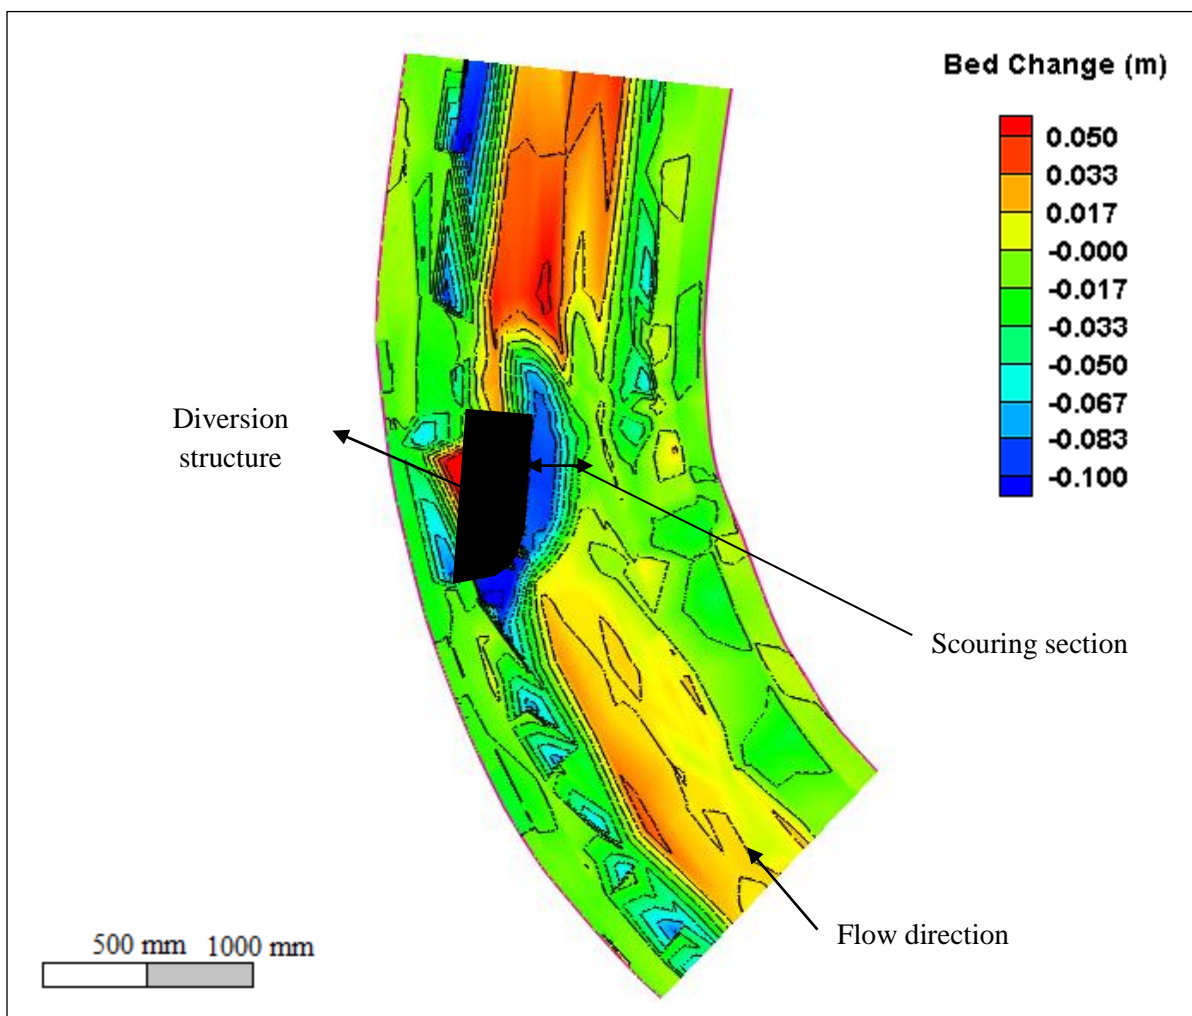 Bed Change (m)
0.050
0.033
0.017
-0.000
-0.017
-0.033
-0.050
-0.067
-0.083
-0.100
Diversion
structure
Scouring section
Flow direction
500 mm 1000 mm